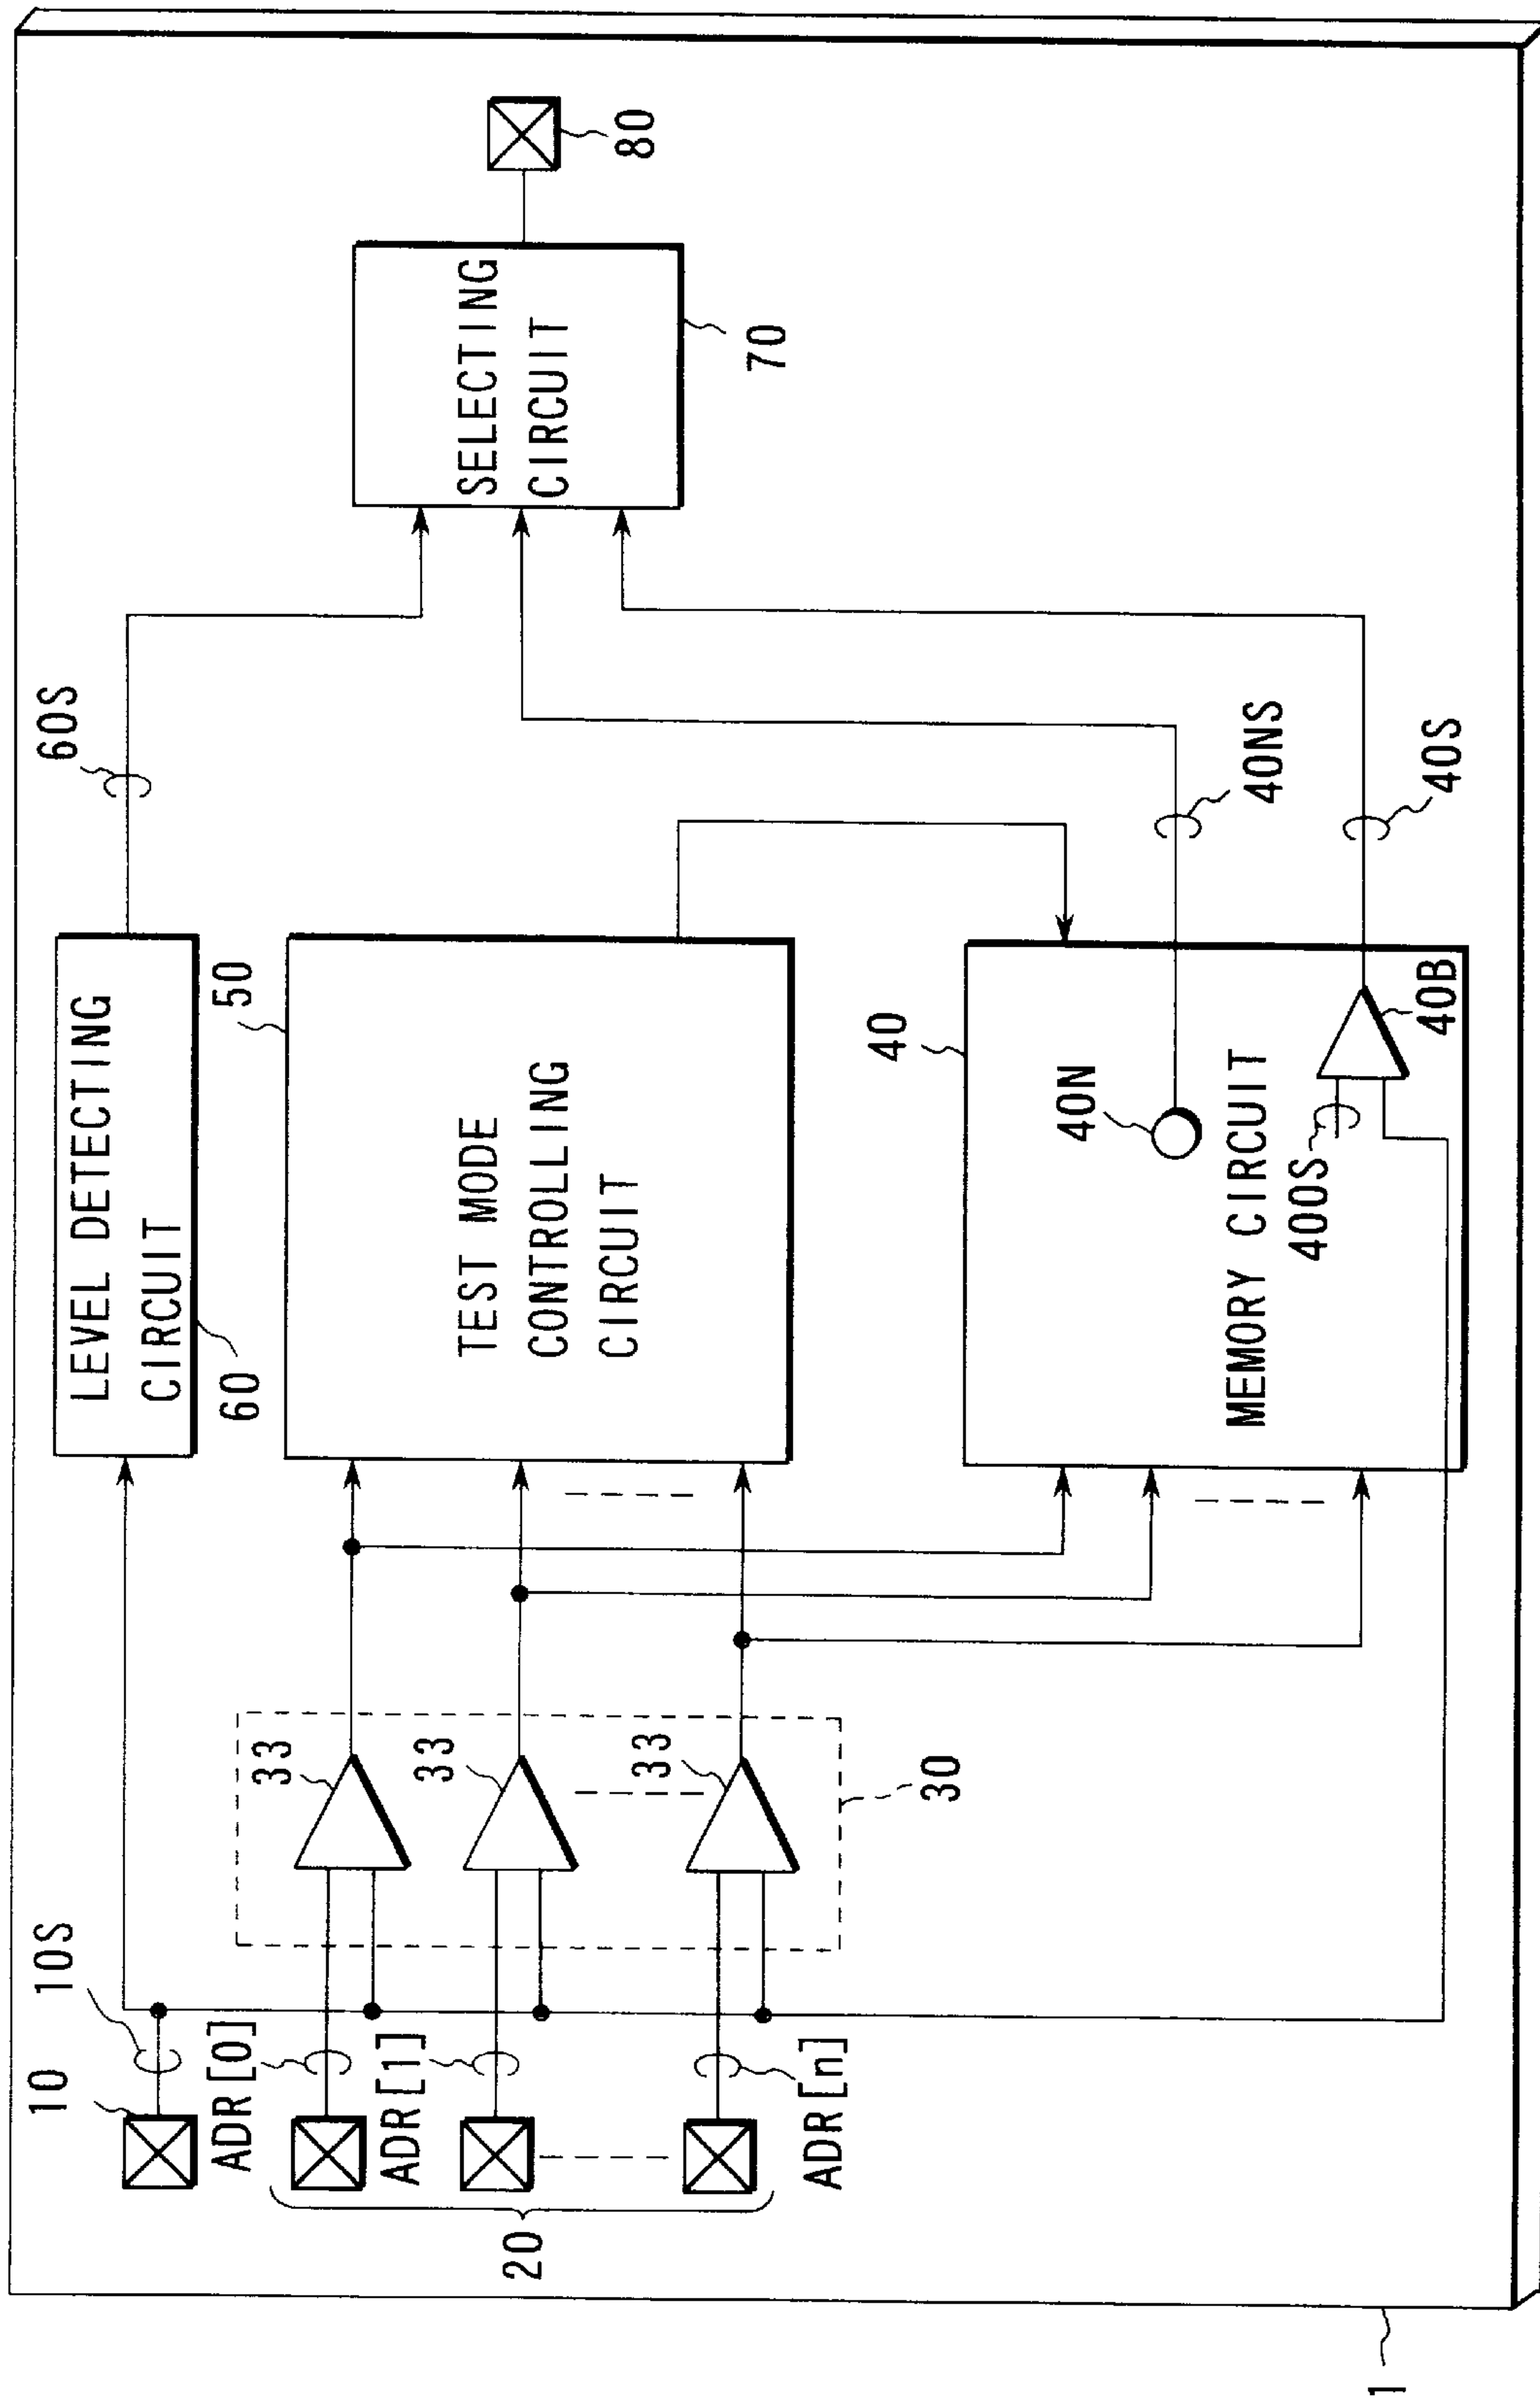 10
10S
ADR[0]
ADR[1]
ADR[n]
20
33
33
33
30
LEVEL DETECTING
CIRCUIT
60
60S
50
TEST MODE
CONTROLLING
CIRCUIT
40
40N
MEMORY CIRCUIT
400S
40B
40NS
40S
SELECTING
CIRCUIT
70
80
1